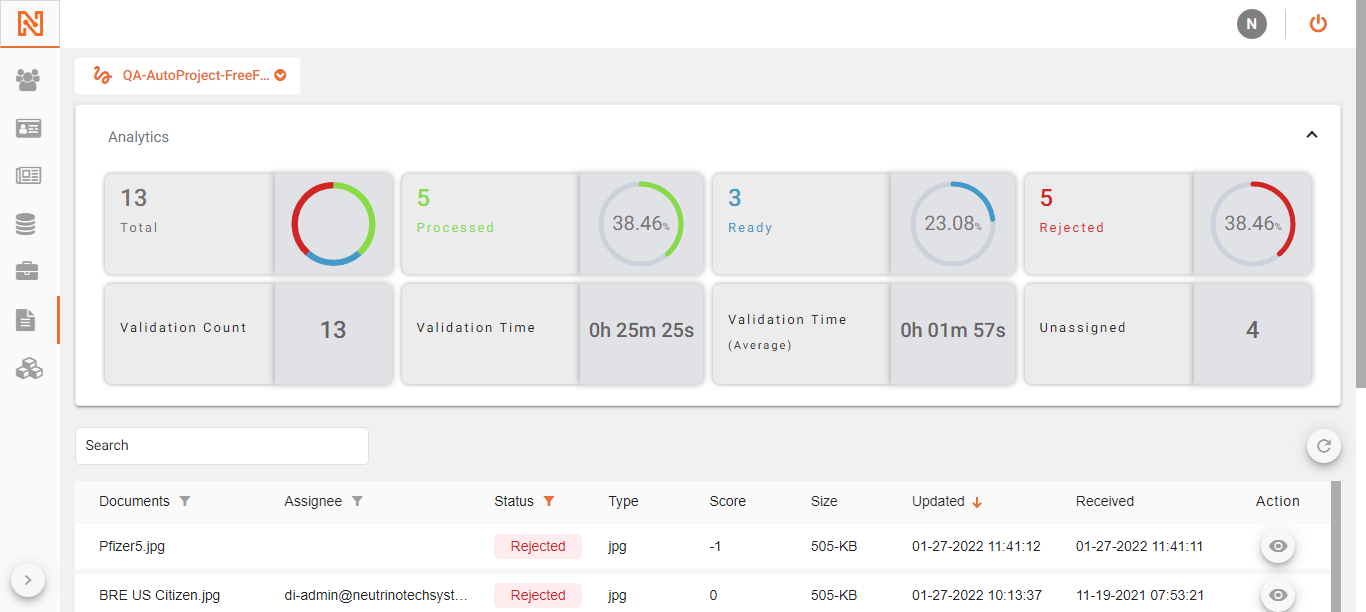 N
QA-AutoProject-FreeF...
Analytics
13
Total
5
Processed
38.46%
3
Ready
23.08%
5
Rejected
38.46%
Validation Count
13
Validation Time
0h 25m 25s
Validation Time
(Average)
0h 01m 57s
Unassigned
4
Search
Documents Assignee Status Type Score Size Updated Received Action
Pfizer5.jpg Rejected jpg -1 505-KB 01-27-2022 11:41:12 01-27-2022 11:41:11
BRE US Citizen.jpg di-admin@neutrinotechsyst... Rejected jpg 0 505-KB 01-27-2022 10:13:37 11-19-2021 07:53:21